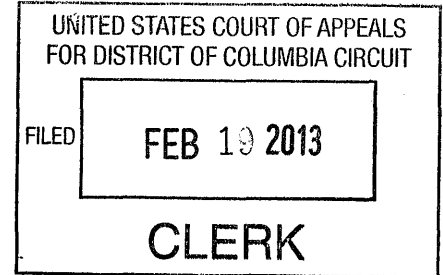 UNITED STATES COURT OF APPEALS
FOR DISTRICT OF COLUMBIA CIRCUIT
FILED FEB 19 2013
CLERK